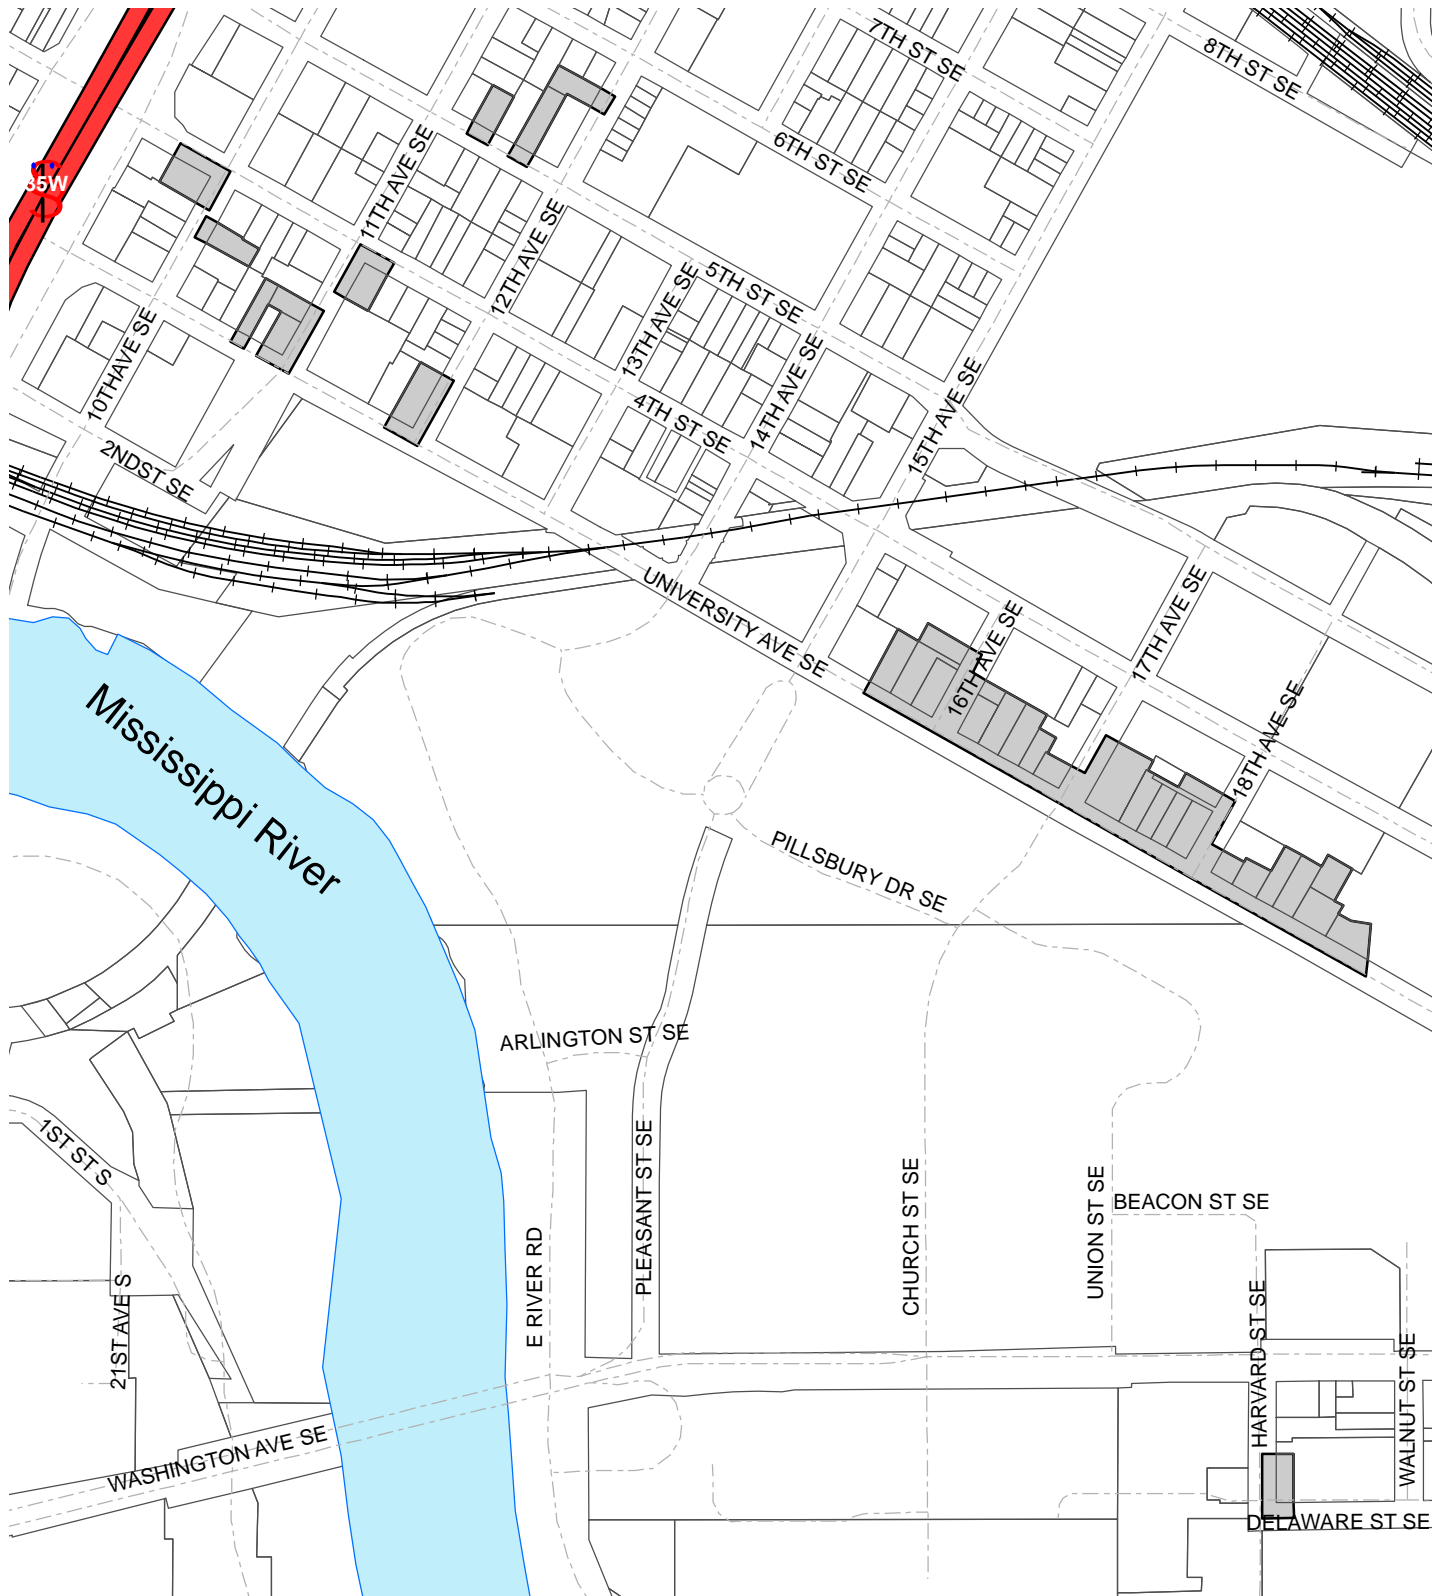 7TH ST SE
8TH ST SE
6TH ST SE
35W
11TH AVE SE
12TH AVE SE
5TH ST SE
13TH AVE SE
10TH AVE SE
14TH AVE SE
15TH AVE SE
4TH ST SE
2ND ST SE
UNIVERSITY AVE SE
16TH AVE SE
17TH AVE SE
18TH AVE SE
Mississippi River
PILLSBURY DR SE
ARLINGTON ST SE
1ST ST S
PLEASANT ST SE
CHURCH ST SE
UNION ST SE
BEACON ST SE
E RIVER RD
21ST AVE S
HARVARD ST SE
WALNUT ST SE
WASHINGTON AVE SE
DELAWARE ST SE